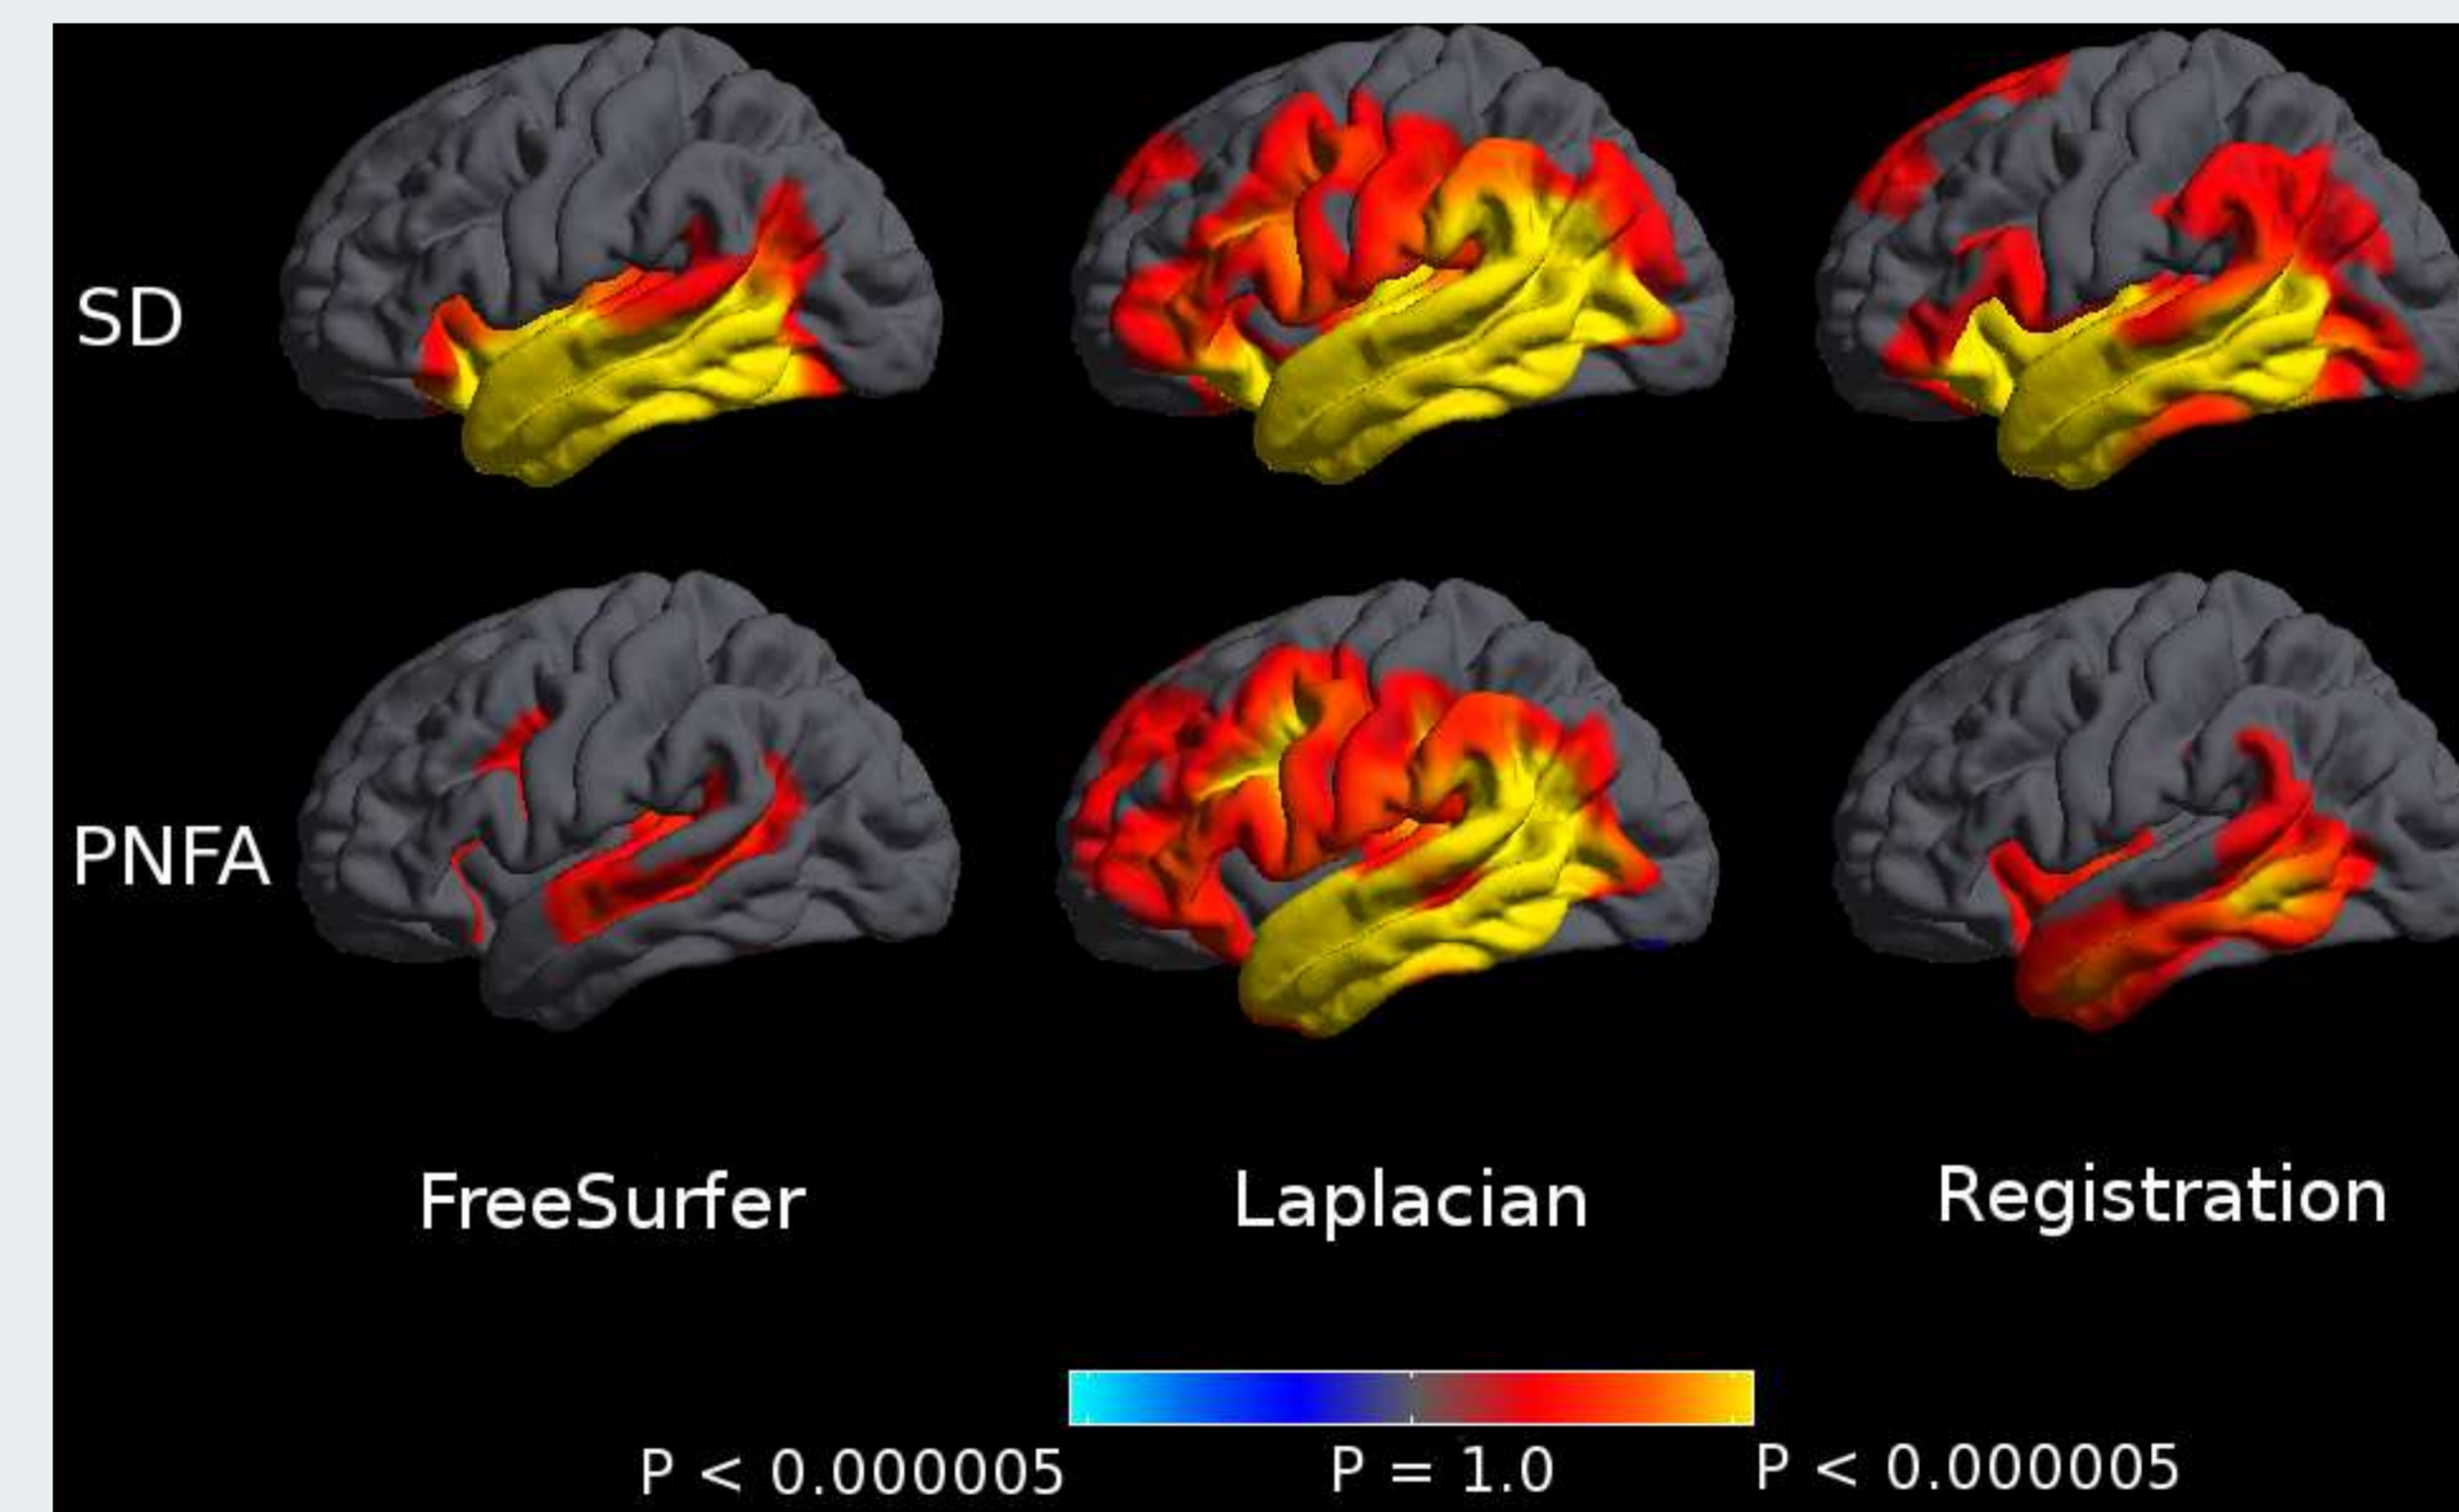 SD
PNFA
FreeSurfer Laplacian Registration
P < 0.000005 P = 1.0 P < 0.000005